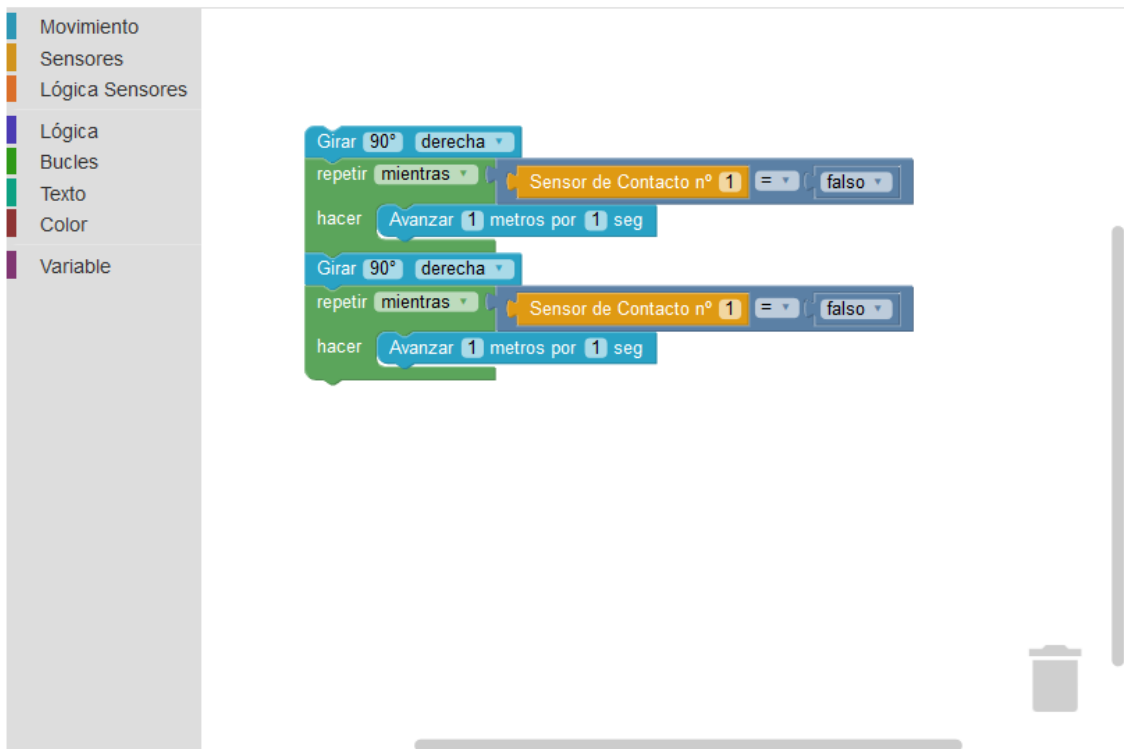 Movimiento
Sensores
Lógica Sensores
Lógica
Bucles
Texto
Color
Variable
Girar 90° derecha
repetir mientras Sensor de Contacto nº 1 = falso
hacer Avanzar 1 metros por 1 seg
Girar 90° derecha
repetir mientras Sensor de Contacto nº 1 = falso
hacer Avanzar 1 metros por 1 seg